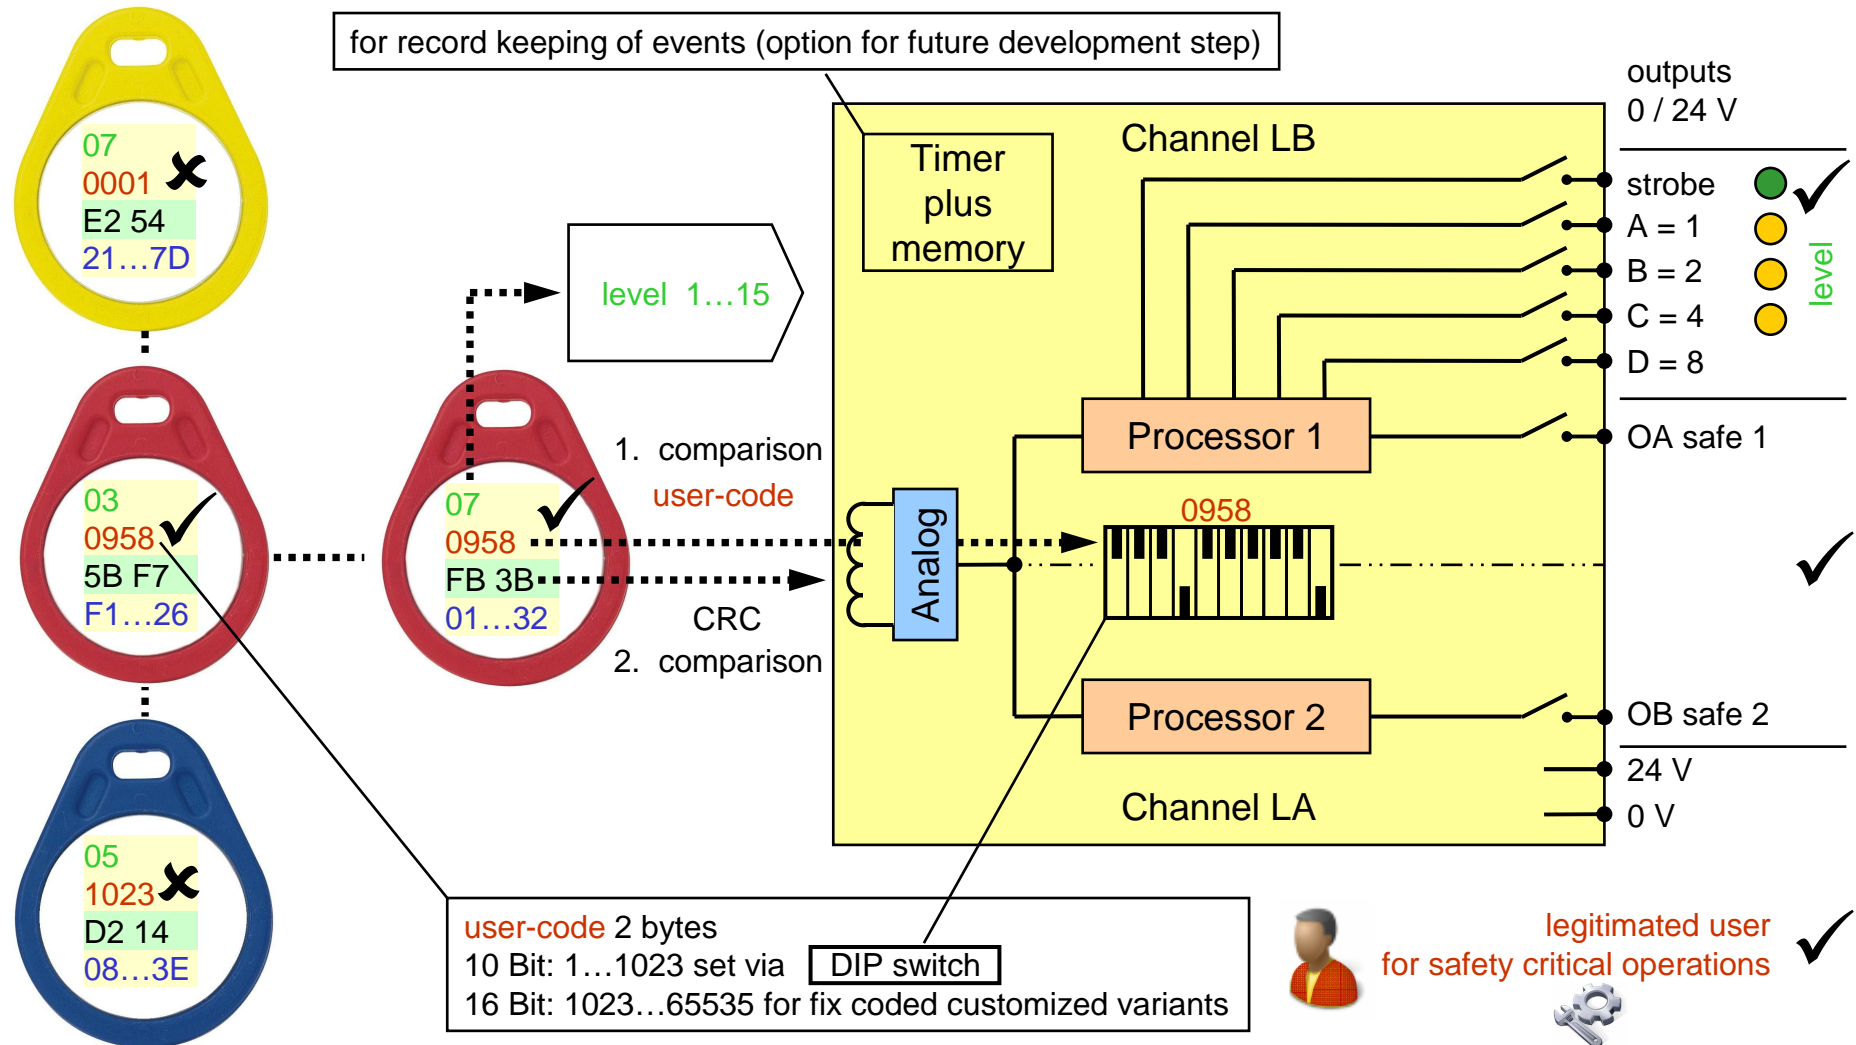 for record keeping of events (option for future development step)
07
0001
E2 54
21…7D
03
0958
5B F7
F1…26
05
1023
D2 14
08…3E
level 1…15
07
0958
FB 3B
01…32
1. comparison
user-code
CRC
2. comparison
Channel LB
Timer
plus
memory
Analog
Processor 1
0958
Processor 2
Channel LA
outputs
0 / 24 V
strobe
A = 1
B = 2
C = 4
D = 8
level
OA safe 1
OB safe 2
24 V
0 V
user-code 2 bytes
10 Bit: 1…1023 set via DIP switch
16 Bit: 1023…65535 for fix coded customized variants
legitimated user
for safety critical operations